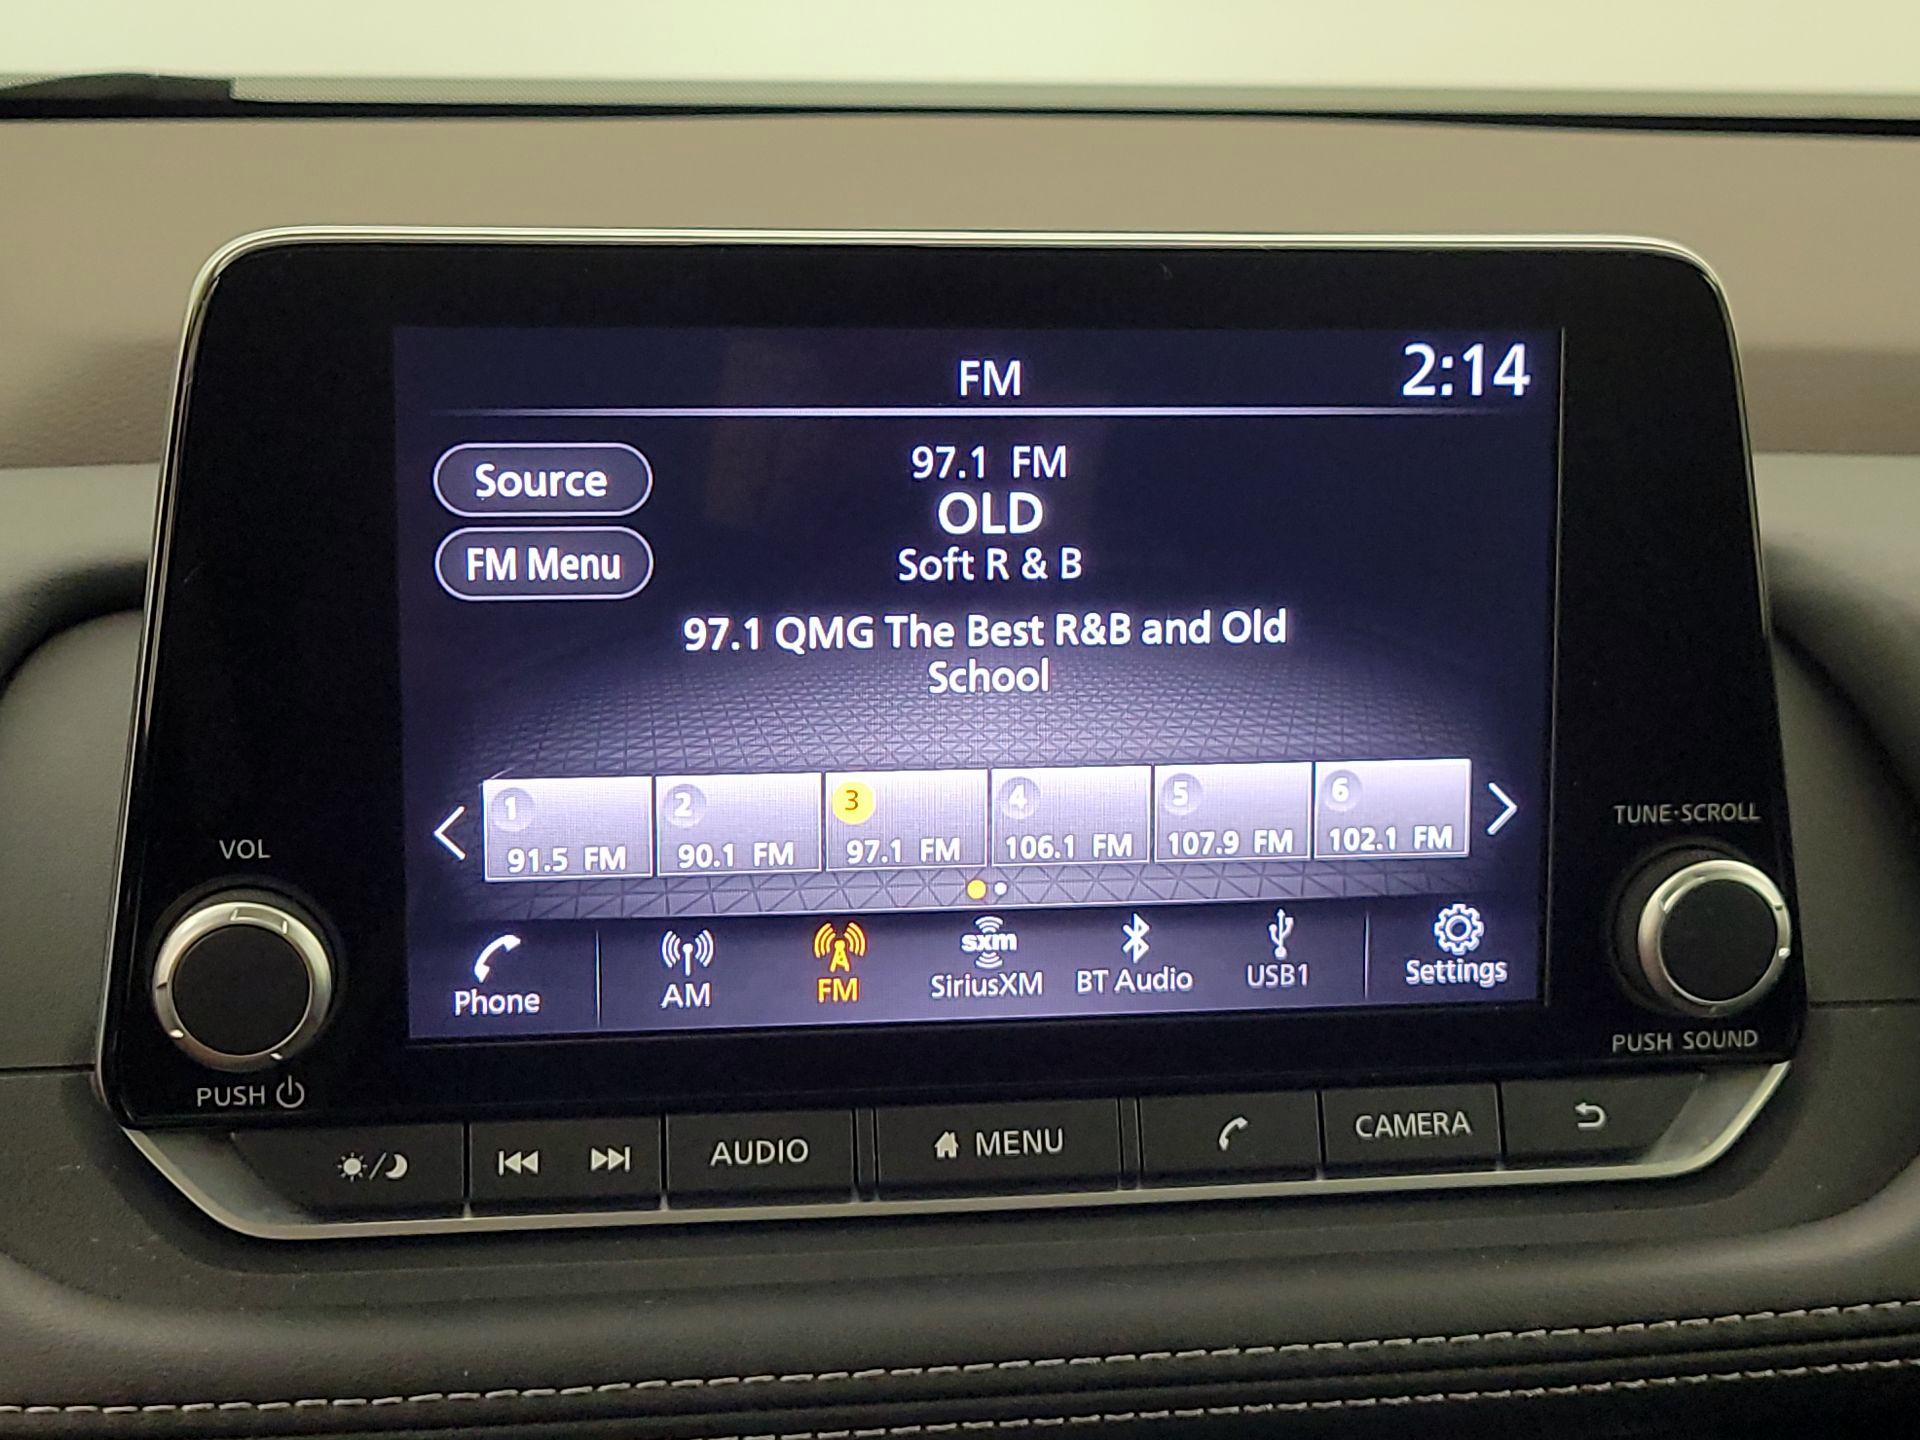 FM
2:14
Source
FM Menu
97.1 FM
OLD
Soft R & B
97.1 QMG The Best R&B and Old
School
1
2
3
4
5
6
91.5 FM
90.1 FM
97.1 FM
106.1 FM
107.9 FM
102.1 FM
sxm
Phone
AM
FM
SiriusXM
BT Audio
USB1
Settings
VOL
PUSH
TUNE·SCROLL
PUSH SOUND
AUDIO
MENU
CAMERA